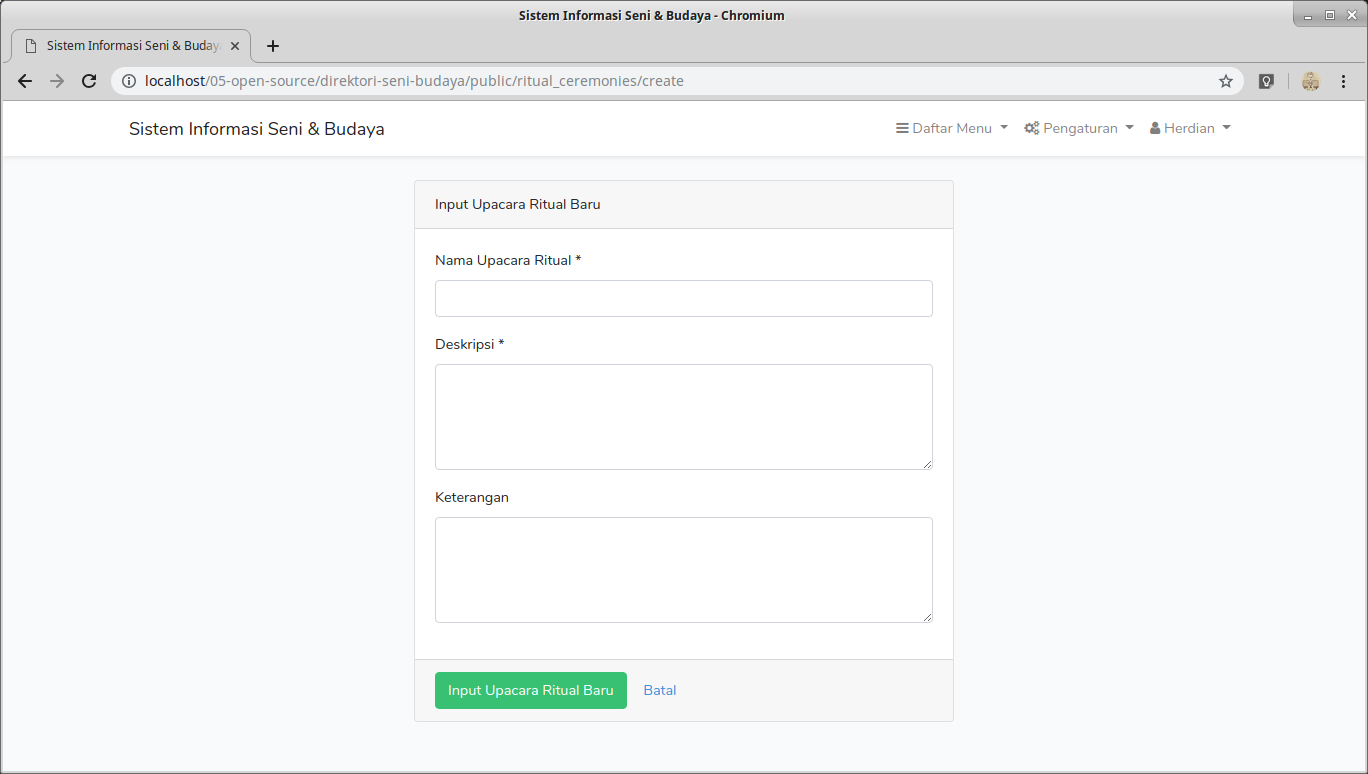 Sistem Informasi Seni & Budaya - Chromium
Sistem Informasi Seni & Buday
localhost/05-open-source/direktori-seni-budaya/public/ritual_ceremonies/create
Sistem Informasi Seni & Budaya Daftar Menu Pengaturan Herdian
Input Upacara Ritual Baru
Nama Upacara Ritual *
Deskripsi *
Keterangan
Input Upacara Ritual Baru Batal